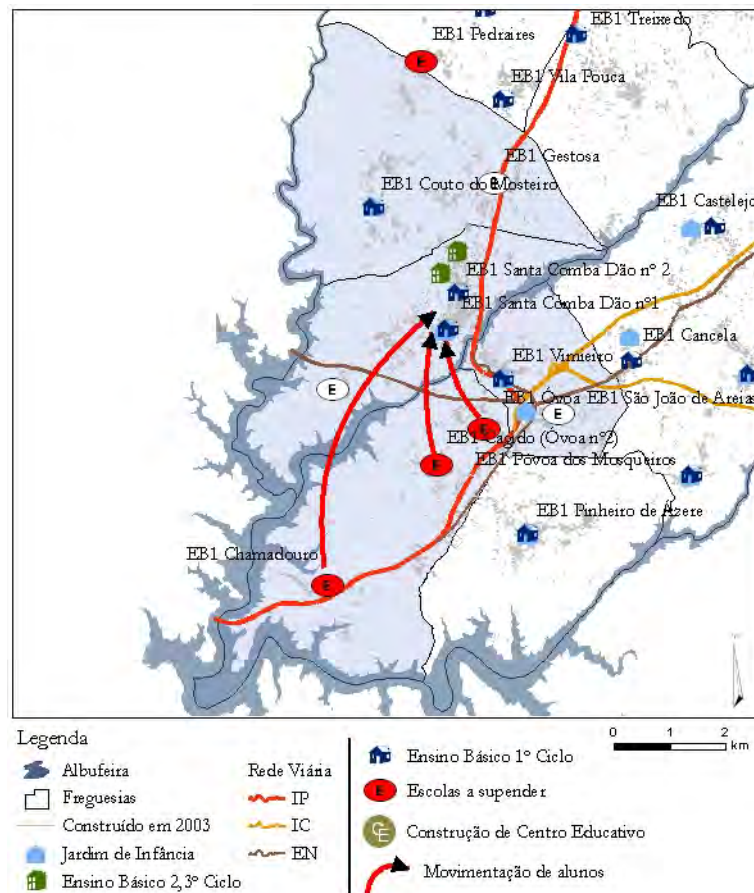 EB1 Treixedo
EB1 Pedraires
EB1 Vila Pouca
EB1 Gestosa
E
E
EB1 Couto do Mosteiro
EB1 Castelejo
EB1 Santa Comba Dão nº 2
EB1 Santa Comba Dão nº1
EB1 Cancela
EB1 Vimieiro
E
EB1 Óvoa
EB1 São João de Areias
E
E
EB1 Cagido (Óvoa nº2)
EB1 Póvoa dos Mosqueiros
E
EB1 Pinheiro de Azere
EB1 Chamadouro
E
Legenda
Albufeira
Freguesias
Construído em 2003
Jardim de Infância
Ensino Básico 2,3º Ciclo
Rede Viária
IP
IC
EN
Ensino Básico 1º Ciclo
E Escolas a supender
CE Construção de Centro Educativo
Movimentação de alunos
0 1 2
km